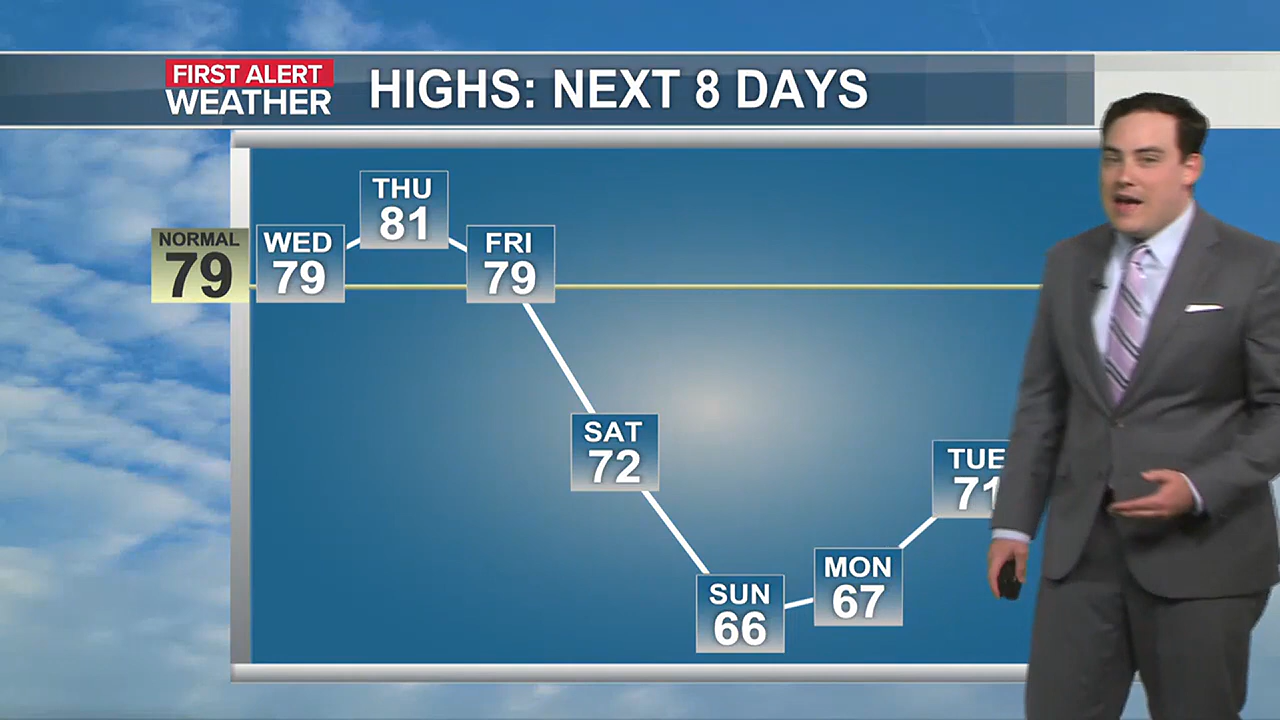 FIRST ALERT
WEATHER
HIGHS: NEXT 8 DAYS
NORMAL
79
WED
79
THU
81
FRI
79
SAT
72
SUN
66
MON
67
TUE
71